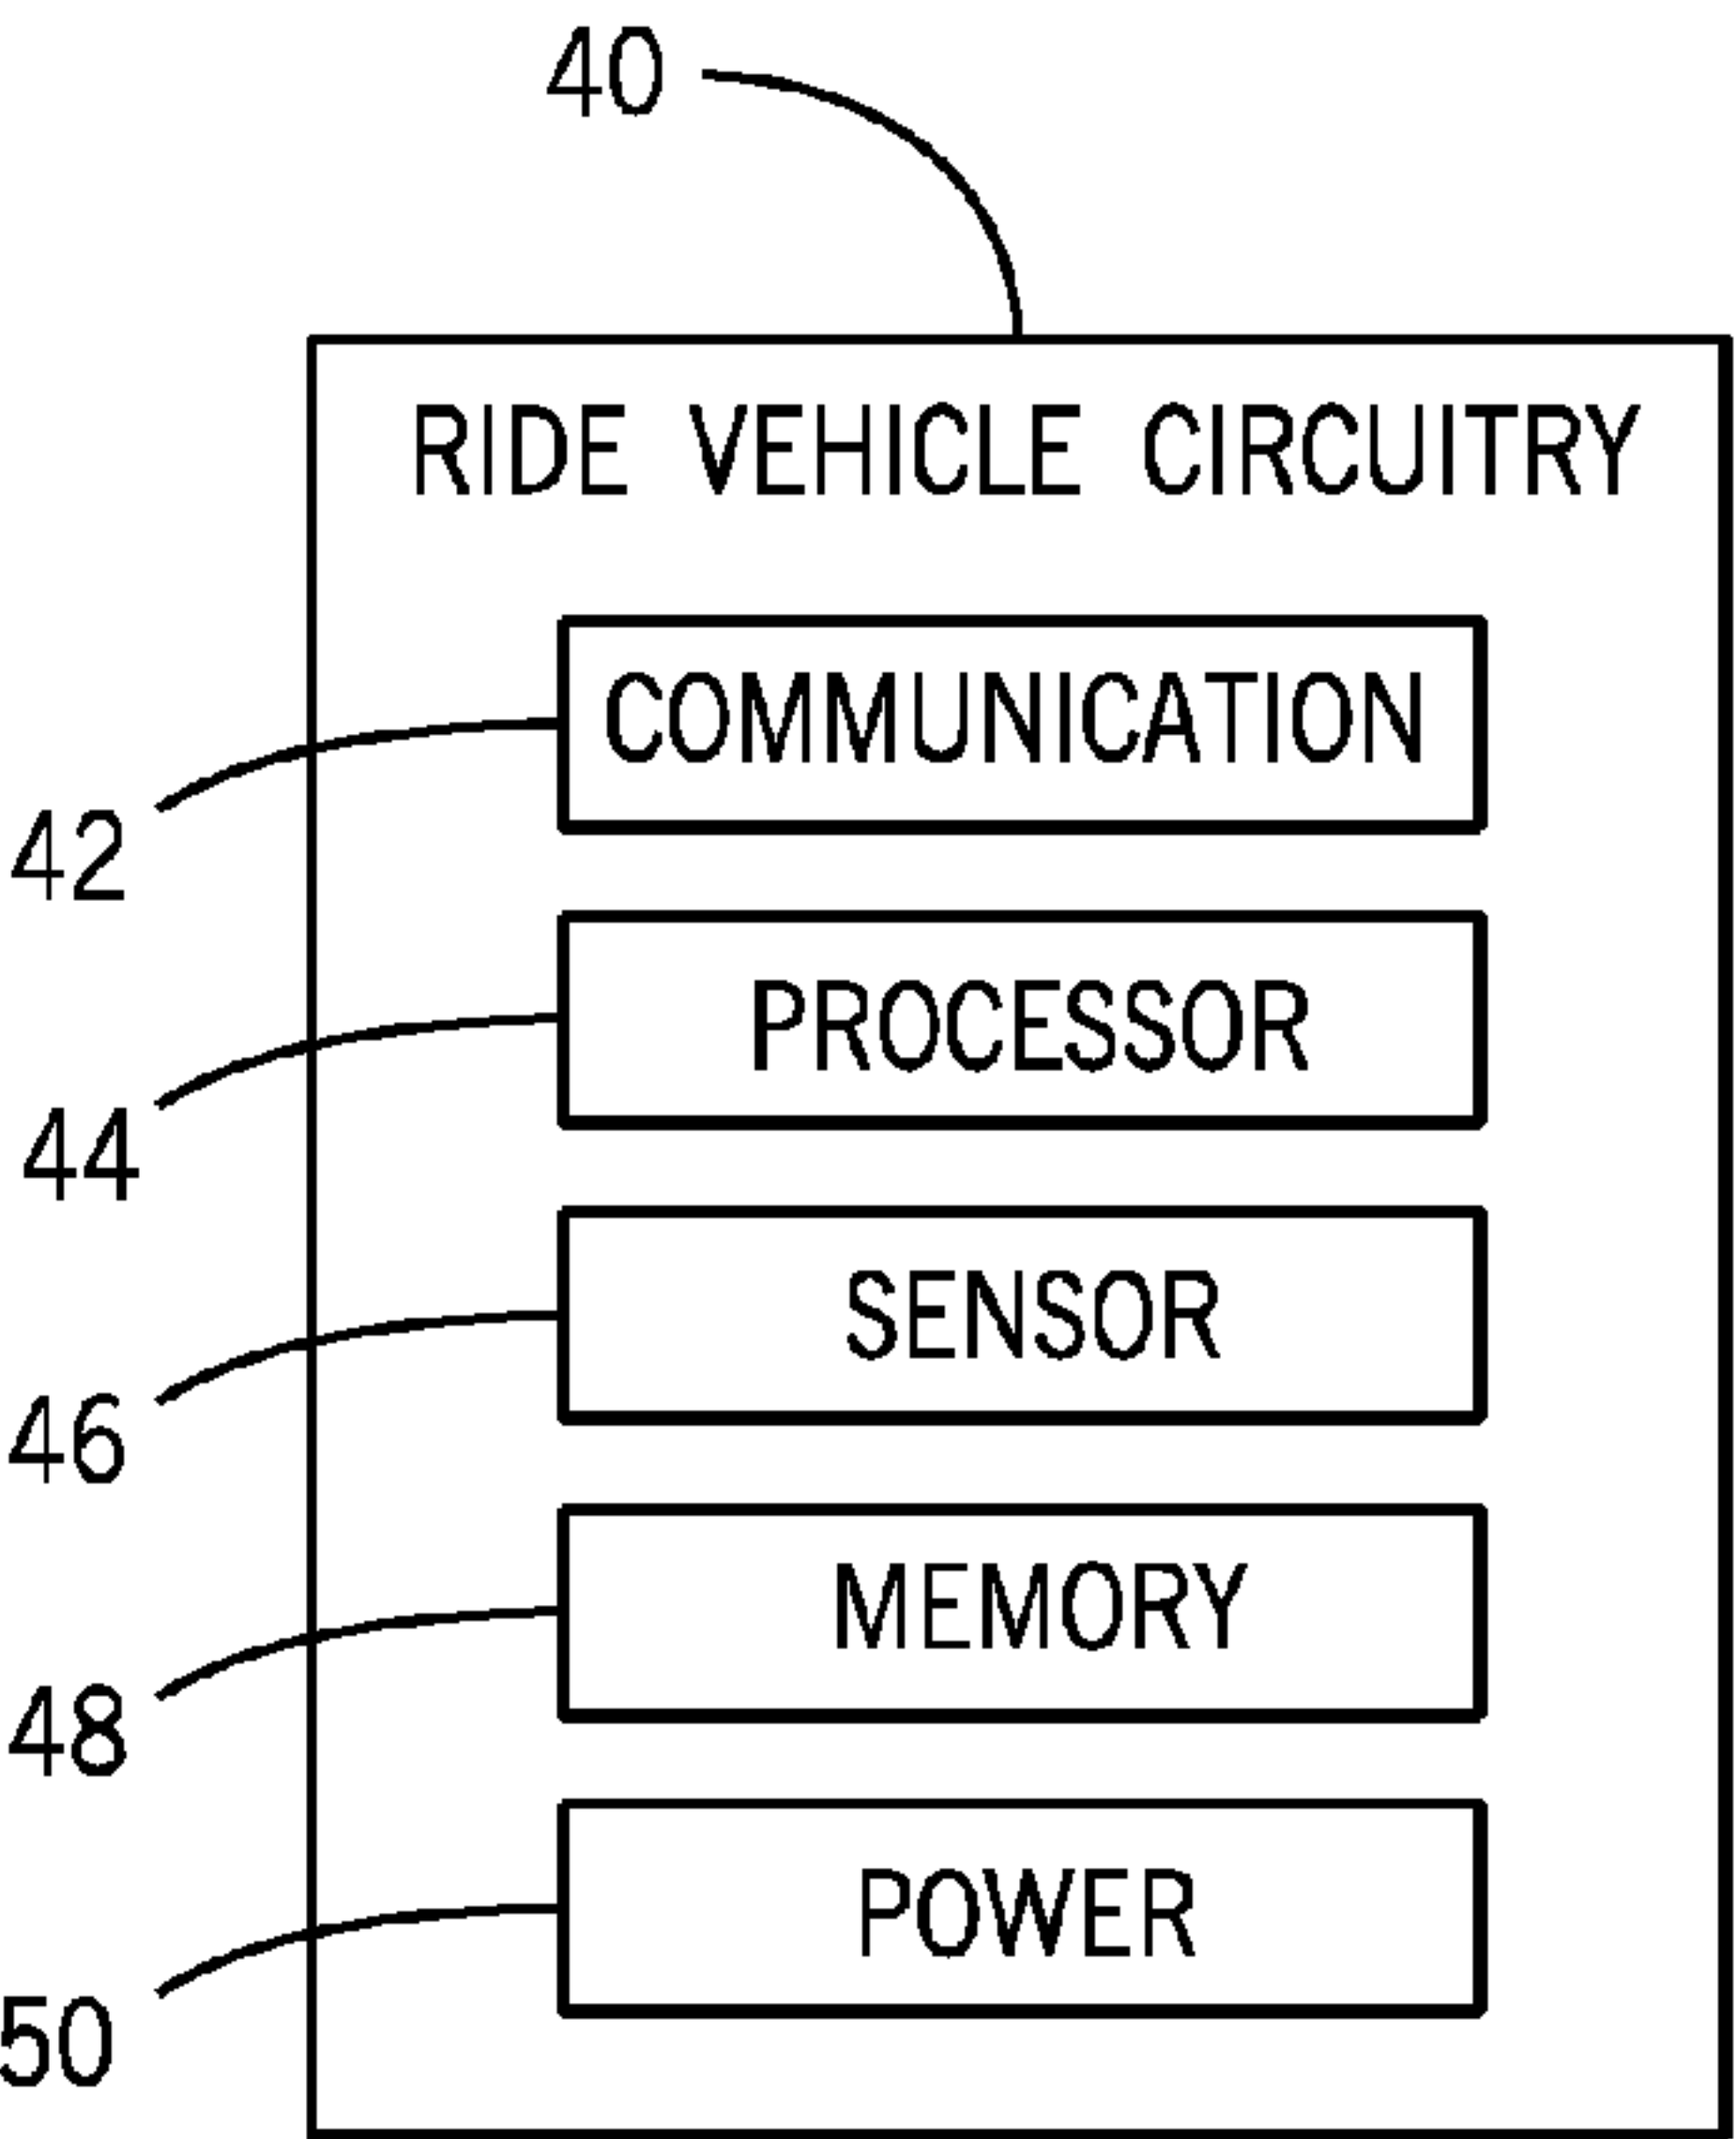 40
RIDE VEHICLE CIRCUITRY
COMMUNICATION
42
PROCESSOR
44
SENSOR
46
MEMORY
48
POWER
50